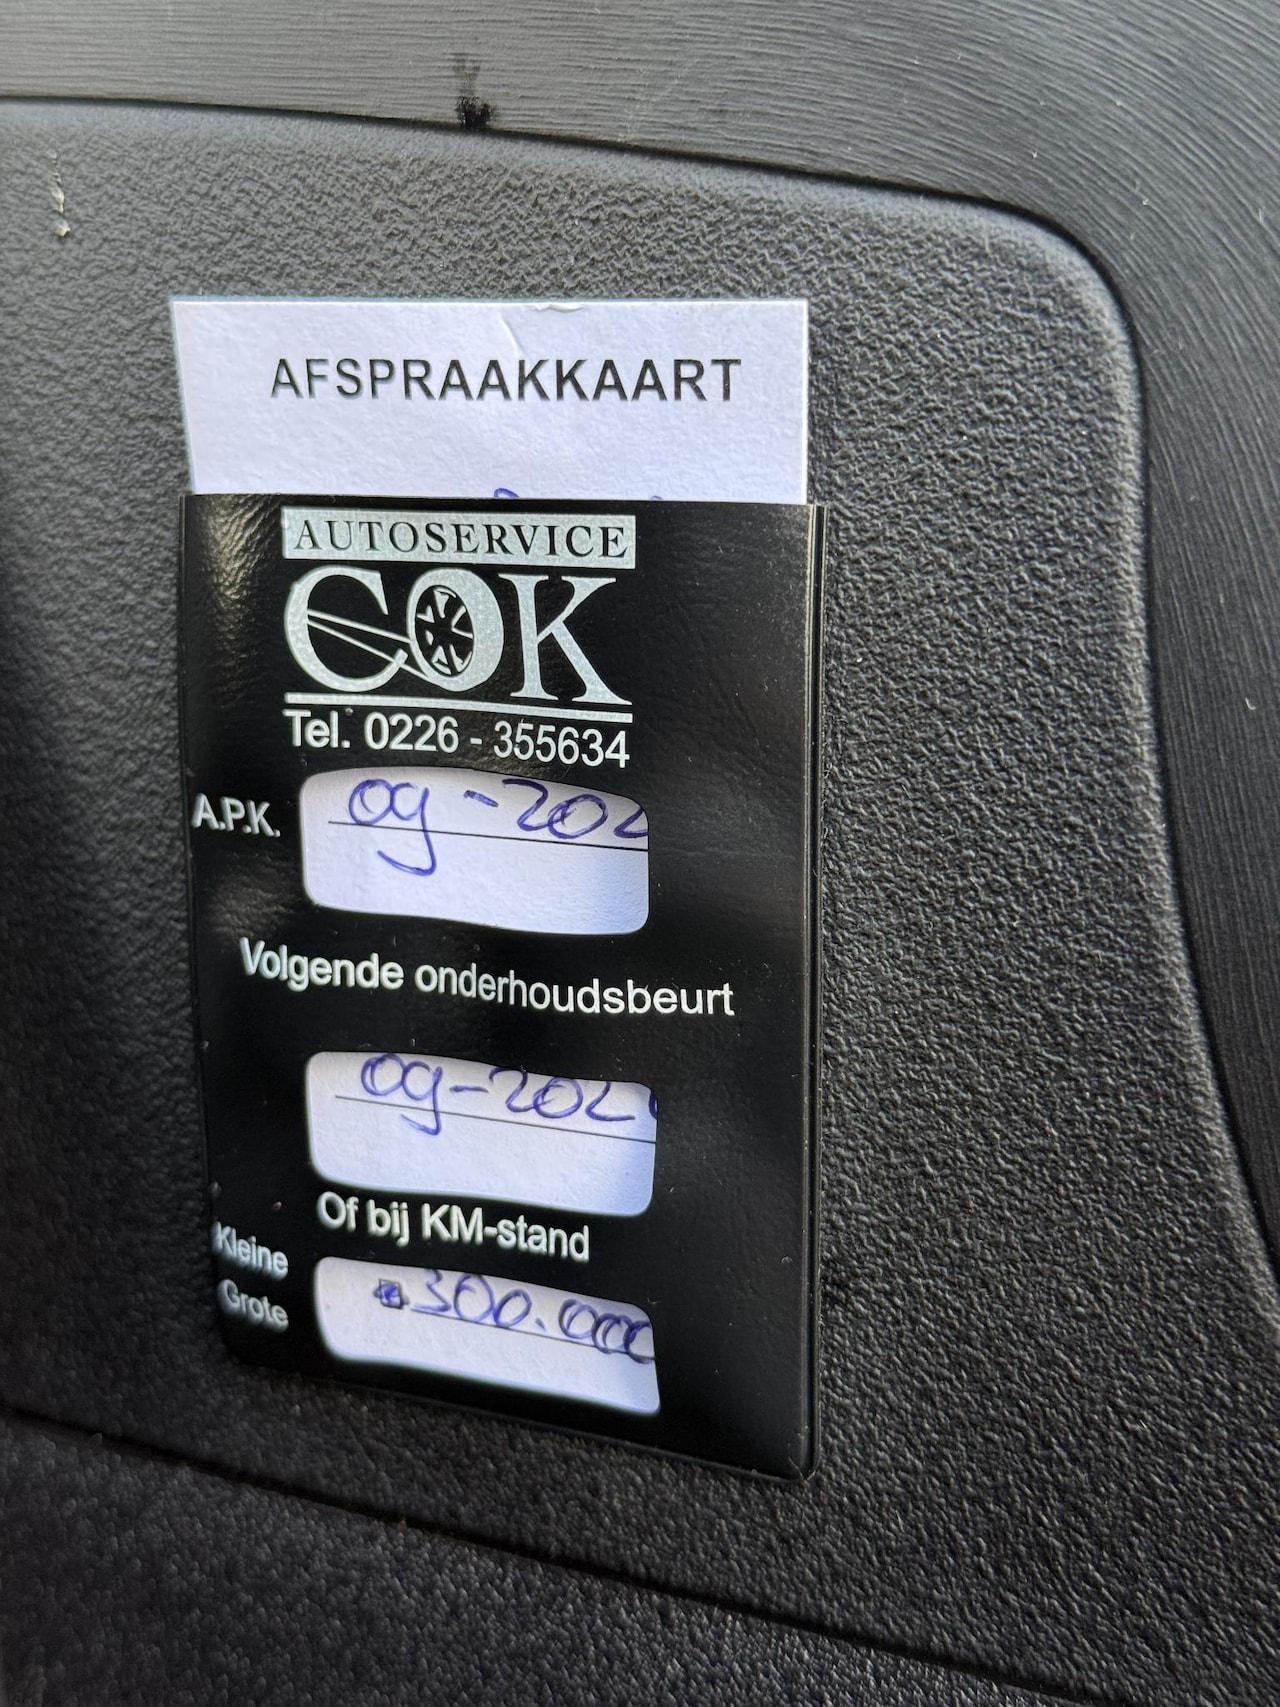 AFSPRAAKKAART
AUTOSERVICE
COK
Tel. 0226 - 355634
A.P.K.
09-202
Volgende onderhoudsbeurt
09-202
Of bij KM-stand
Kleine
300.000
Grote